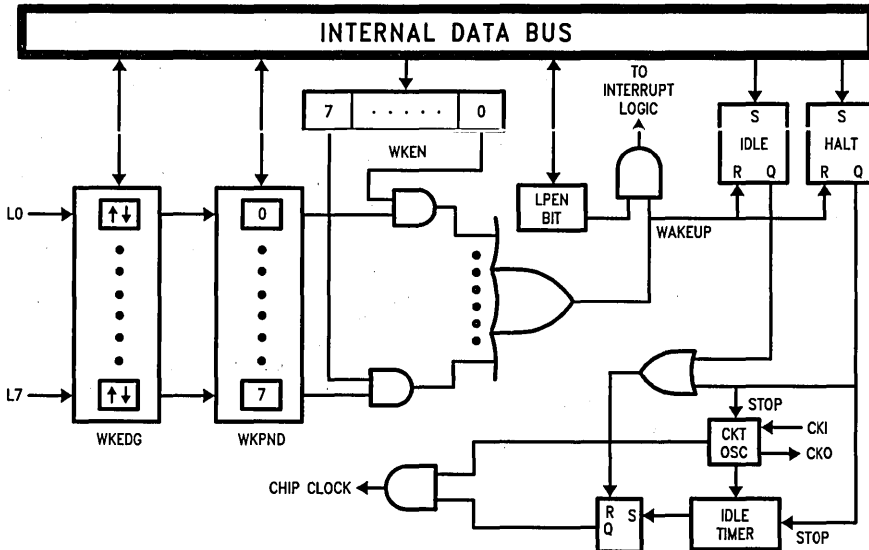 INTERNAL DATA BUS
7 ····· 0
WKEN
TO
INTERRUPT
LOGIC
S
IDLE
R Q
S
HALT
R Q
LPEN
BIT
WAKEUP
L0
↑↓
0
L7
↑↓
7
WKEDG
WKPND
STOP
CKT
OSC
CKI
CKO
CHIP CLOCK
R S
Q
IDLE
TIMER
STOP